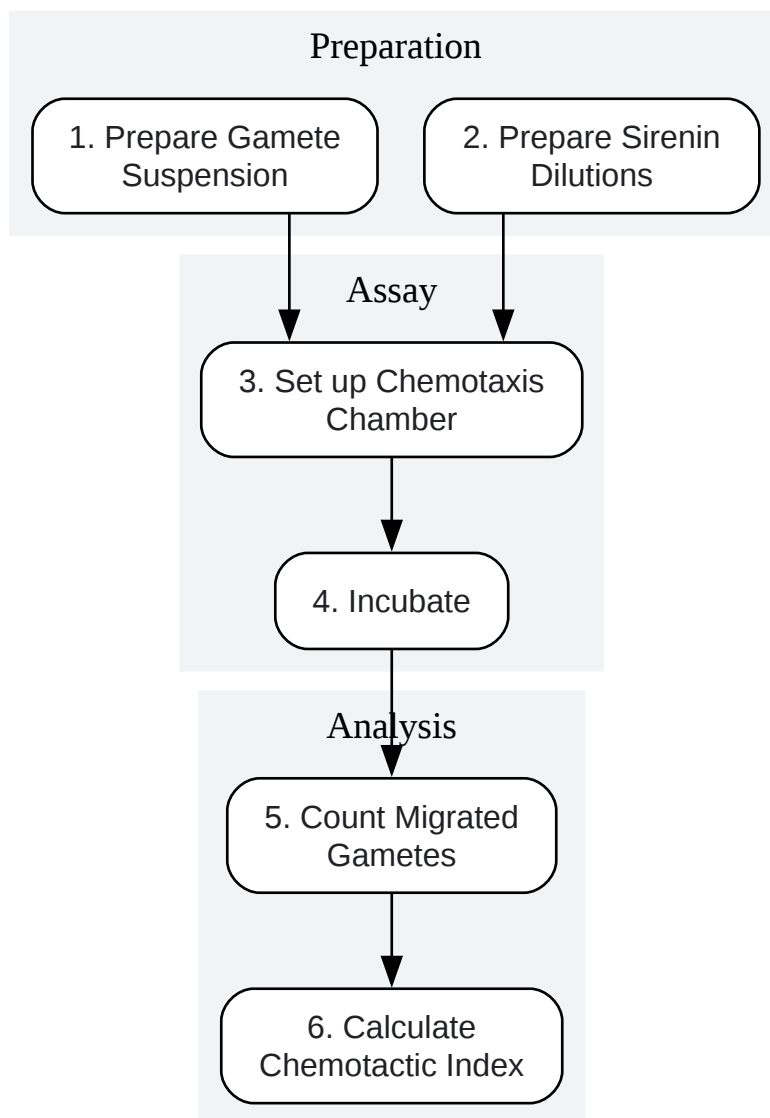 Preparation
1. Prepare Gamete
Suspension
2. Prepare Sirenin
Dilutions
Assay
3. Set up Chemotaxis
Chamber
4. Incubate
Analysis
5. Count Migrated
Gametes
6. Calculate
Chemotactic Index